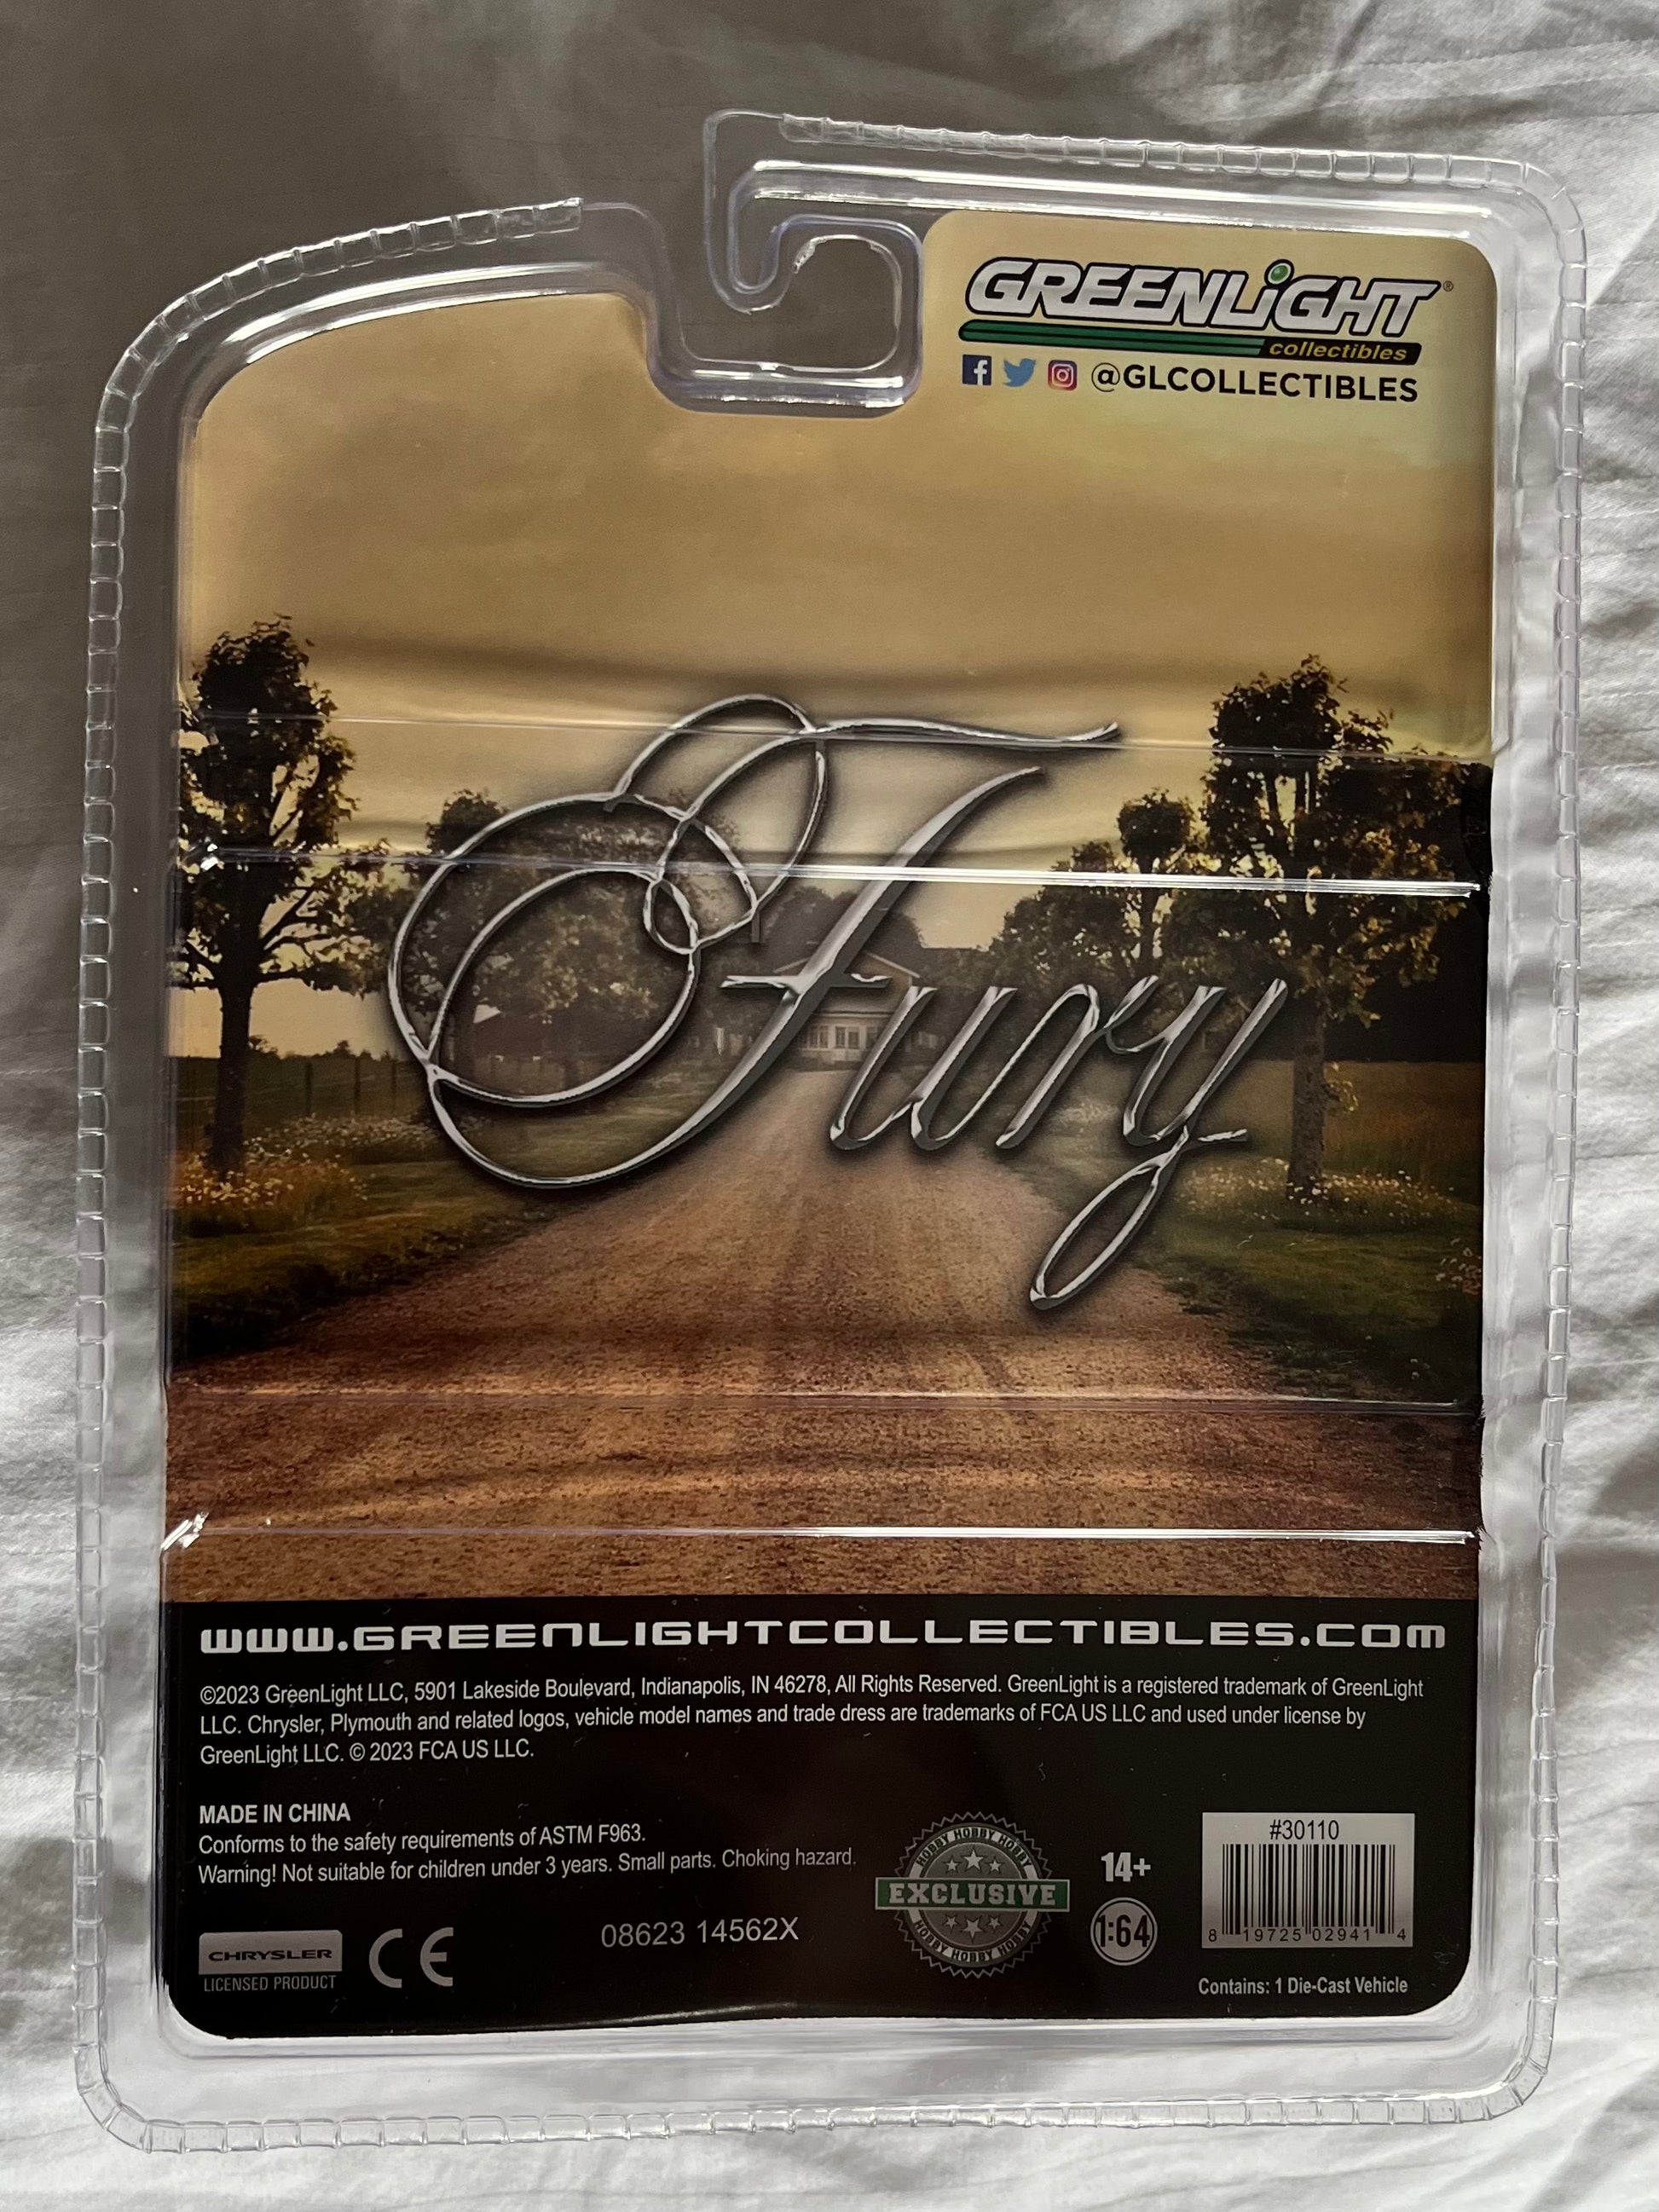 GREENLiGHT®
collectibles
@GLCOLLECTIBLES
Fury
www.GREENLIGHTCOLLECTIBLES.COM
©2023 GreenLight LLC, 5901 Lakeside Boulevard, Indianapolis, IN 46278, All Rights Reserved. GreenLight is a registered trademark of GreenLight
LLC. Chrysler, Plymouth and related logos, vehicle model names and trade dress are trademarks of FCA US LLC and used under license by
GreenLight LLC. © 2023 FCA US LLC.
MADE IN CHINA
Conforms to the safety requirements of ASTM F963.
Warning! Not suitable for children under 3 years. Small parts. Choking hazard.
CHRYSLER
LICENSED PRODUCT
CE
08623 14562X
HOBBY HOBBY HOBBY
EXCLUSIVE
HOBBY HOBBY HOBBY
14+
1:64
#30110
8 19725 02941 4
Contains: 1 Die-Cast Vehicle